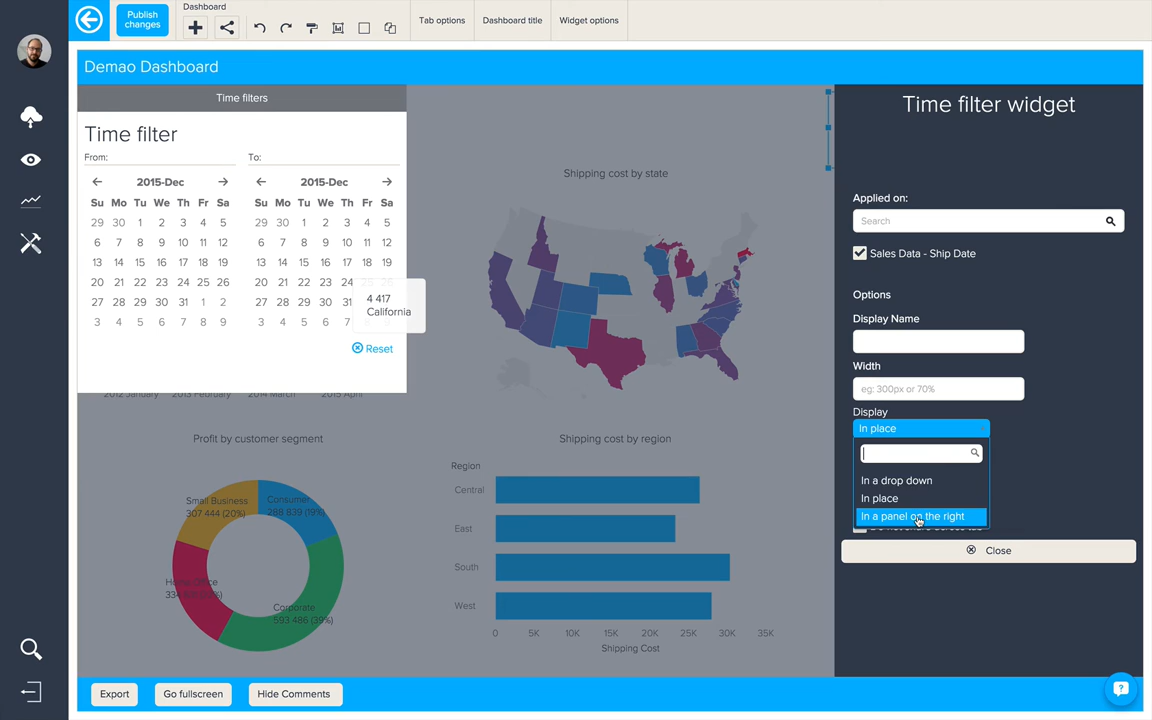 Publish
changes
Dashboard
Tab options
Dashboard title
Widget options
Demao Dashboard
Time filters
Time filter
From:
To:
2015-Dec
Su Mo Tu We Th Fr Sa
29 30 1 2 3 4 5
6 7 8 9 10 11 12
13 14 15 16 17 18 19
20 21 22 23 24 25 26
27 28 29 30 31 1 2
3 4 5 6 7 8 9
2015-Dec
Su Mo Tu We Th Fr Sa
29 30 1 2 3 4 5
6 7 8 9 10 11 12
13 14 15 16 17 18 19
20 21 22 23 24 25 26
27 28 29 30 31
3 4 5 6 7
4 417
California
Reset
Shipping cost by state
2012 January 2013 February 2014 March 2015 April
Profit by customer segment
Small Business
307 444 (20%)
Consumer
288 839 (19%)
Corporate
593 486 (39%)
Shipping cost by region
Region
Central
East
South
West
0 5K 10K 15K 20K 25K 30K 35K
Shipping Cost
Time filter widget
Applied on:
Search
Sales Data - Ship Date
Options
Display Name
Width
eg: 300px or 70%
Display
In place
In a drop down
In place
In a panel on the right
Close
Export
Go fullscreen
Hide Comments